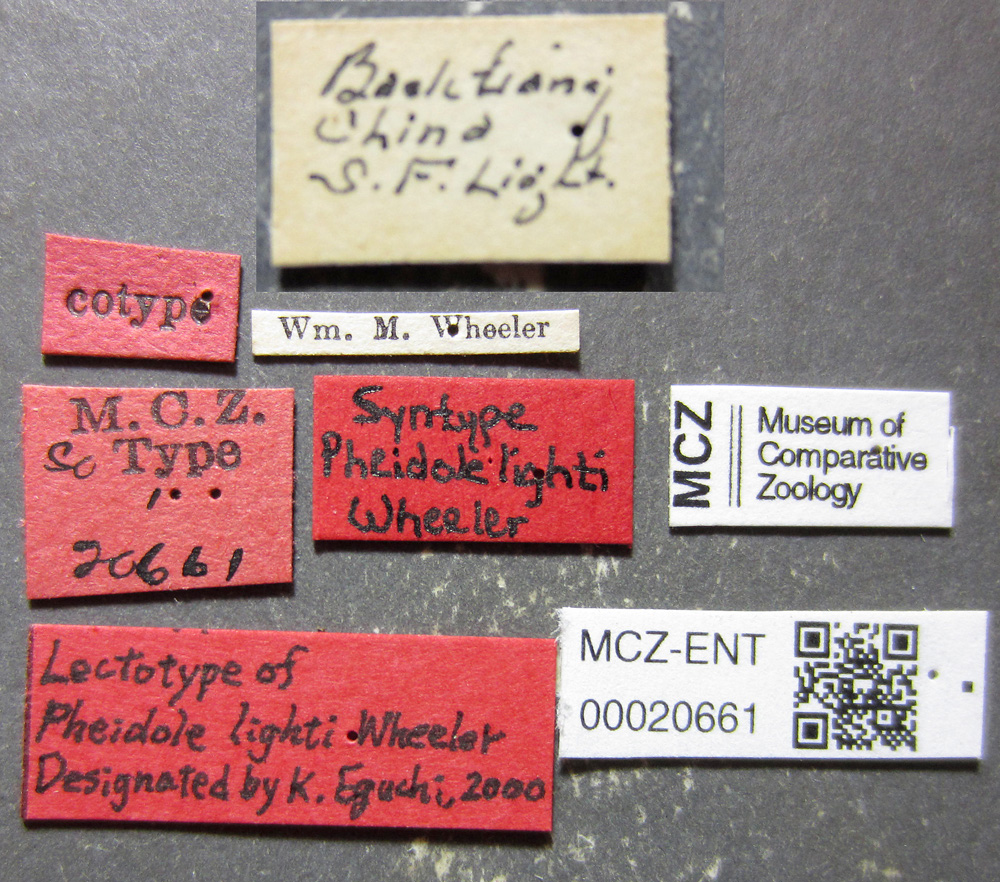 China
S. F. Light.
cotype
Wm. M. Wheeler
M.C.Z.
Type
20661
Syntype
Pheidole lighti
Wheeler
MCZ
Museum of
Comparative
Zoology
Lectotype of
Pheidole lighti Wheeler
Designated by K. Eguchi, 2000
MCZ-ENT
00020661